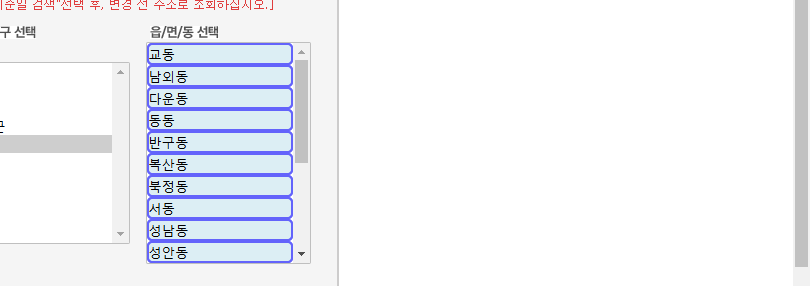 기준일 검색"선택 후, 변경 전 주소로 조회하십시오.]
구 선택
읍/면/동 선택
교동
남외동
다운동
동동
반구동
복산동
북정동
서동
성남동
성안동